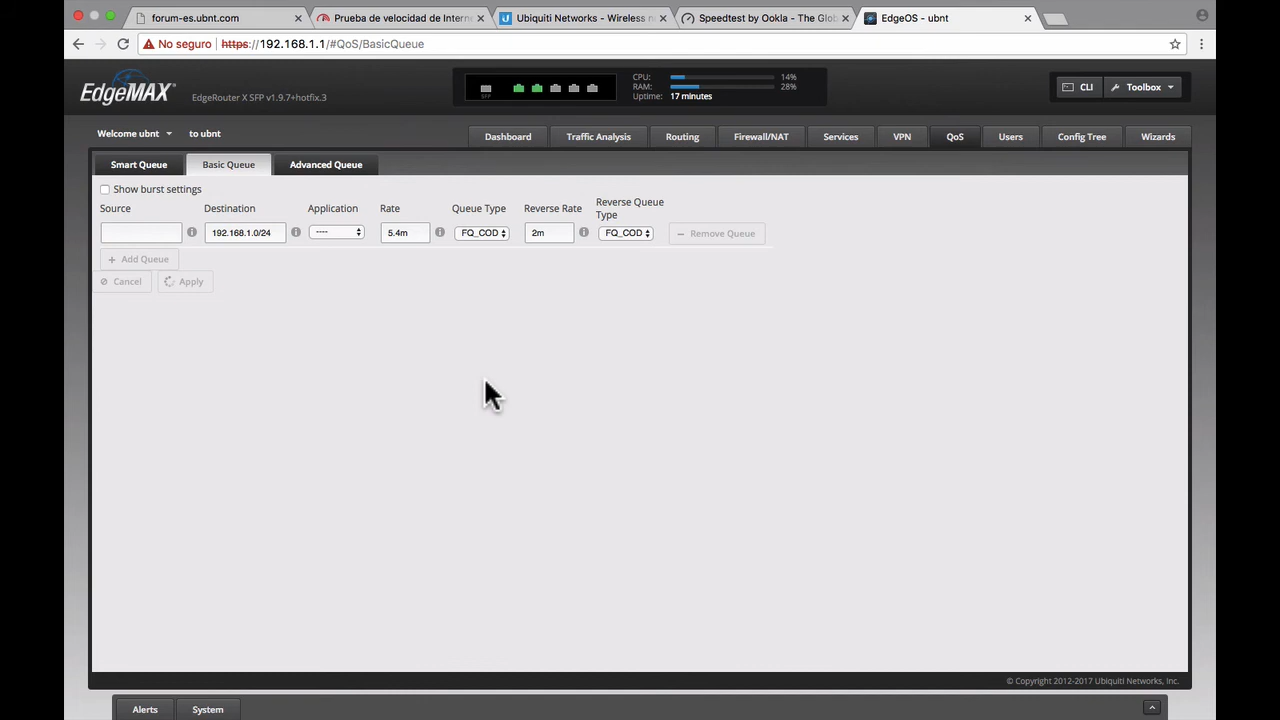 forum-es.ubnt.com
Prueba de velocidad de Intern
Ubiquiti Networks - Wireless n
Speedtest by Ookla - The Glob
EdgeOS - ubnt
No seguro https://192.168.1.1/#QoS/BasicQueue
EdgeMAX
EdgeRouter X SFP v1.9.7+hotfix.3
SFP
CPU: 14%
RAM: 28%
Uptime: 17 minutes
CLI
Toolbox
Welcome ubnt to ubnt
Dashboard
Traffic Analysis
Routing
Firewall/NAT
Services
VPN
QoS
Users
Config Tree
Wizards
Smart Queue
Basic Queue
Advanced Queue
Show burst settings
Source
Destination
Application
Rate
Queue Type
Reverse Rate
Reverse Queue
Type
192.168.1.0/24
----
5.4m
FQ_COD
2m
FQ_COD
Remove Queue
Add Queue
Cancel
Apply
© Copyright 2012-2017 Ubiquiti Networks, Inc.
Alerts
System